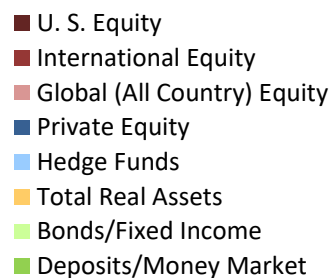 U. S. Equity
International Equity
Global (All Country) Equity
Private Equity
Hedge Funds
Total Real Assets
Bonds/Fixed Income
Deposits/Money Market